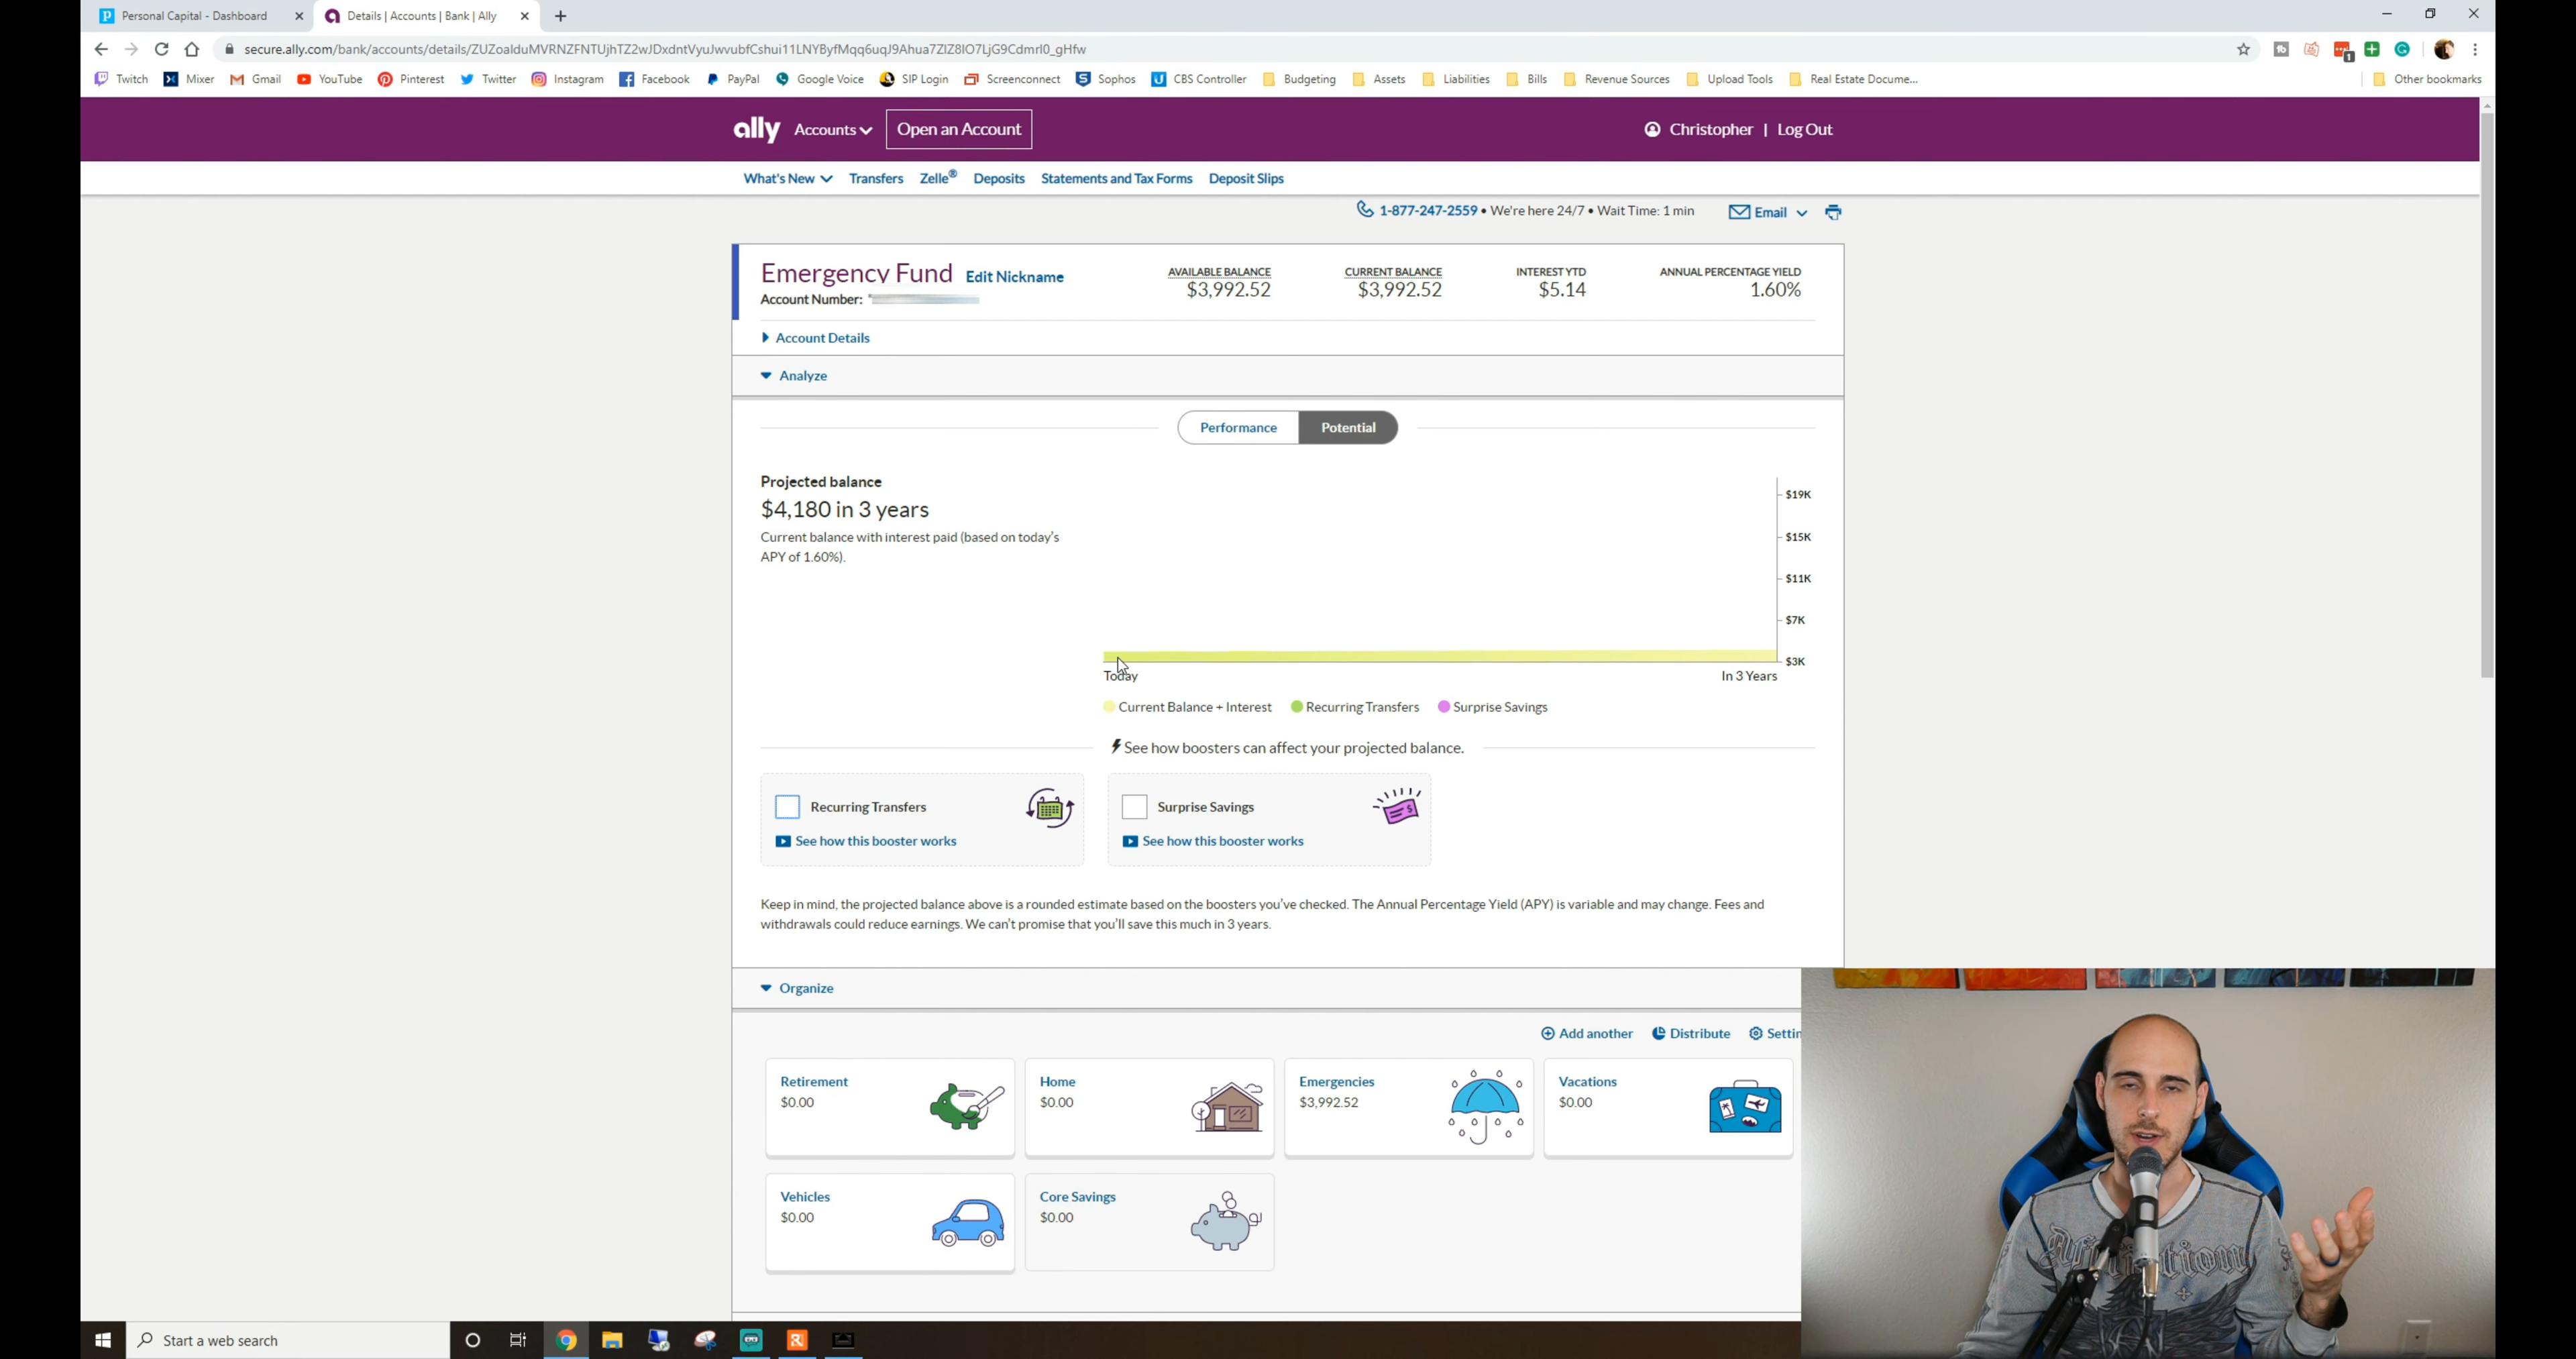 Personal Capital - Dashboard
Details | Accounts | Bank | Ally
secure.ally.com/bank/accounts/details/ZUZoalduMVRNZFNTUjhTZ2wJDxdntVyuJwvubfCshui11LNYByfMqq6uqJ9Ahua7ZlZ8IO7LjG9CdmrI0_gHfw
Twitch Mixer Gmail YouTube Pinterest Twitter Instagram Facebook PayPal Google Voice SIP Login Screenconnect Sophos CBS Controller Budgeting Assets Liabilities Bills Revenue Sources Upload Tools Real Estate Docume... Other bookmarks
ally Accounts Open an Account Christopher | Log Out
What's New Transfers Zelle® Deposits Statements and Tax Forms Deposit Slips
1-877-247-2559 • We're here 24/7 • Wait Time: 1 min Email
Emergency Fund Edit Nickname
Account Number:
AVAILABLE BALANCE
$3,992.52
CURRENT BALANCE
$3,992.52
INTEREST YTD
$5.14
ANNUAL PERCENTAGE YIELD
1.60%
Account Details
Analyze
Performance Potential
Projected balance
$4,180 in 3 years
Current balance with interest paid (based on today's
APY of 1.60%).
$19K
$15K
$11K
$7K
$3K
Today In 3 Years
Current Balance + Interest Recurring Transfers Surprise Savings
See how boosters can affect your projected balance.
Recurring Transfers
See how this booster works
Surprise Savings
See how this booster works
Keep in mind, the projected balance above is a rounded estimate based on the boosters you've checked. The Annual Percentage Yield (APY) is variable and may change. Fees and
withdrawals could reduce earnings. We can't promise that you'll save this much in 3 years.
Organize
Add another Distribute Settin
Retirement
$0.00
Home
$0.00
Emergencies
$3,992.52
Vacations
$0.00
Vehicles
$0.00
Core Savings
$0.00
Start a web search
Affliction